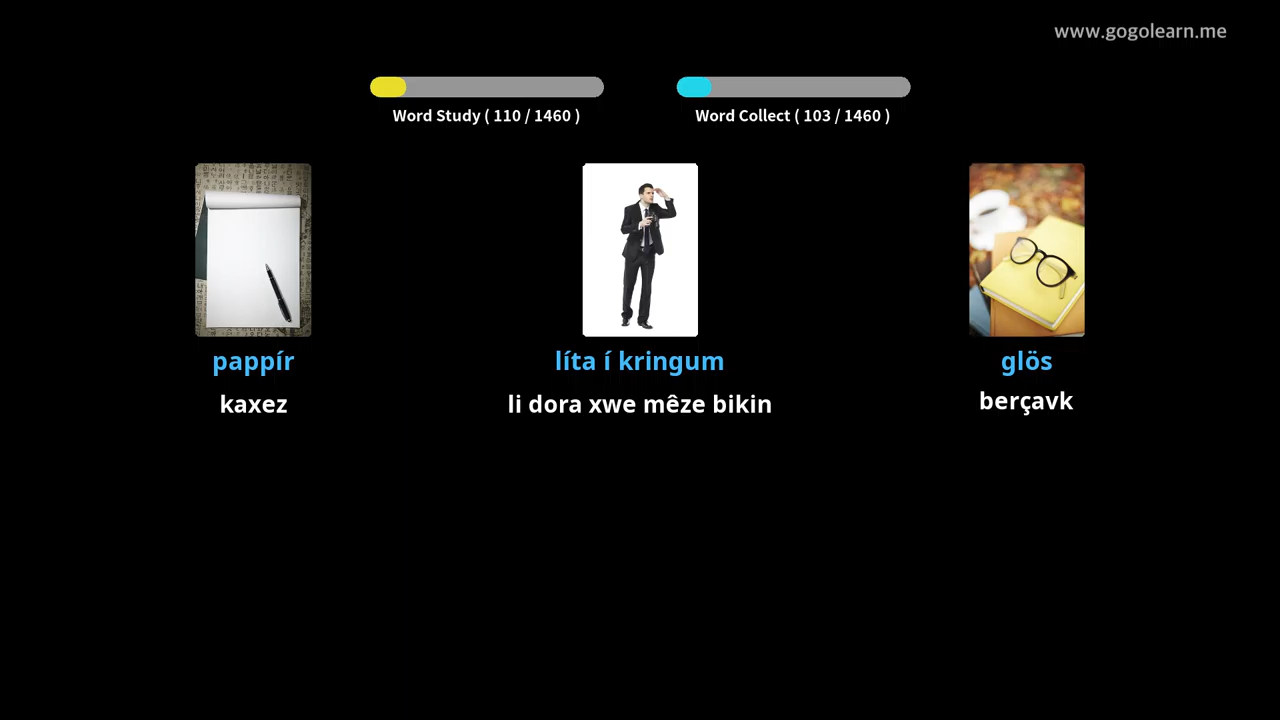 www.gogolearn.me
Word Study ( 110 / 1460 )
Word Collect ( 103 / 1460 )
pappír
líta í kringum
glös
kaxez
li dora xwe mêze bikin
berçavk